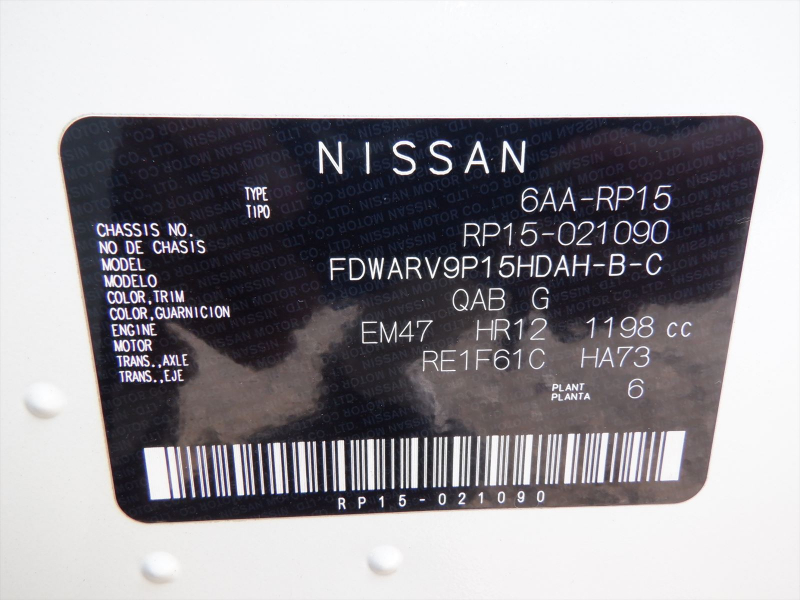 NISSAN
TYPE
TIPO 6AA-RP15
CHASSIS NO.
NO DE CHASIS RP15-021090
MODEL
MODELO FDWARV9P15HDAH-B-C
COLOR,TRIM
COLOR,GUARNICION QAB G
ENGINE
MOTOR EM47 HR12 1198 cc
TRANS.,AXLE
TRANS.,EJE RE1F61C HA73
PLANT
PLANTA 6
RP15-021090